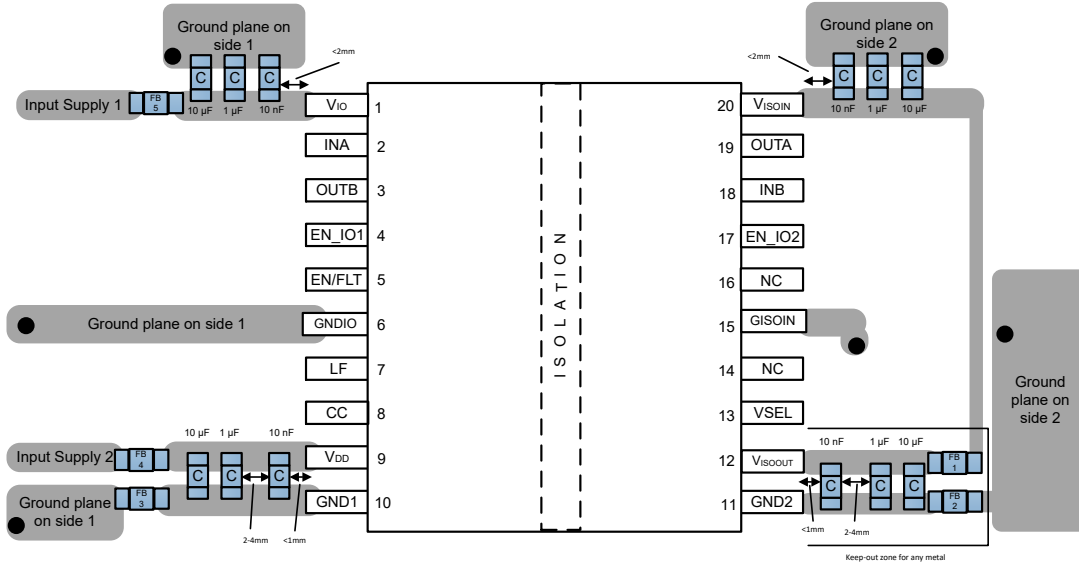 Ground plane on
side 1
<2mm
C C C
Input Supply 1
FB
5
10 µF 1 µF 10 nF
Ground plane on
side 2
<2mm
C C C
10 nF 1 µF 10 µF
VIO 1
INA 2
OUTB 3
EN_IO1 4
EN/FLT 5
Ground plane on side 1
GNDIO 6
LF 7
CC 8
VDD 9
GND1 10
ISOLATION
20 VISOIN
19 OUTA
18 INB
17 EN_IO2
16 NC
15 GISOIN
14 NC
13 VSEL
12 VISOOUT
11 GND2
10 µF 1 µF 10 nF
Input Supply 2
FB
4
C C C
Ground plane
on side 1
FB
3
2-4mm
<1mm
10 nF 1 µF 10 µF
C C C
FB
1
FB
2
<1mm
2-4mm
Keep-out zone for any metal
Ground
plane on
side 2